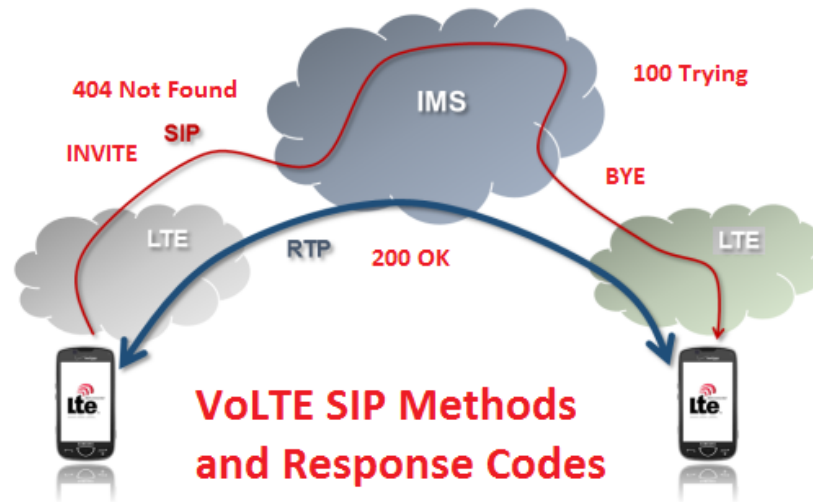 404 Not Found
100 Trying
IMS
SIP
INVITE
BYE
LTE
LTE
RTP
200 OK
lte
lte
VoLTE SIP Methods
and Response Codes